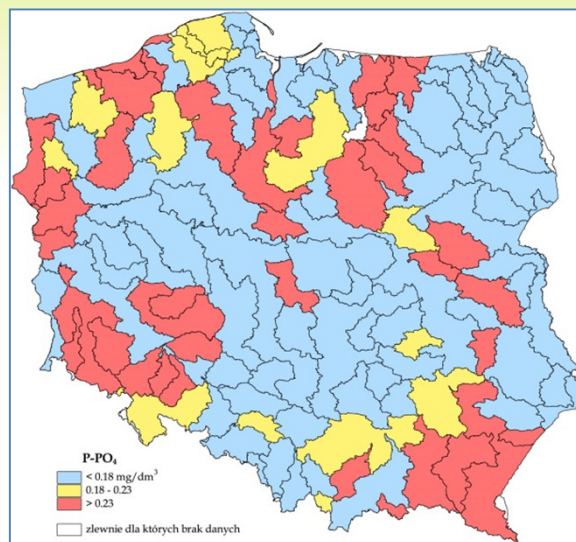 P-PO₄
< 0.18 mg/dm³
0.18 - 0.23
> 0.23
zlewnie dla których brak danych